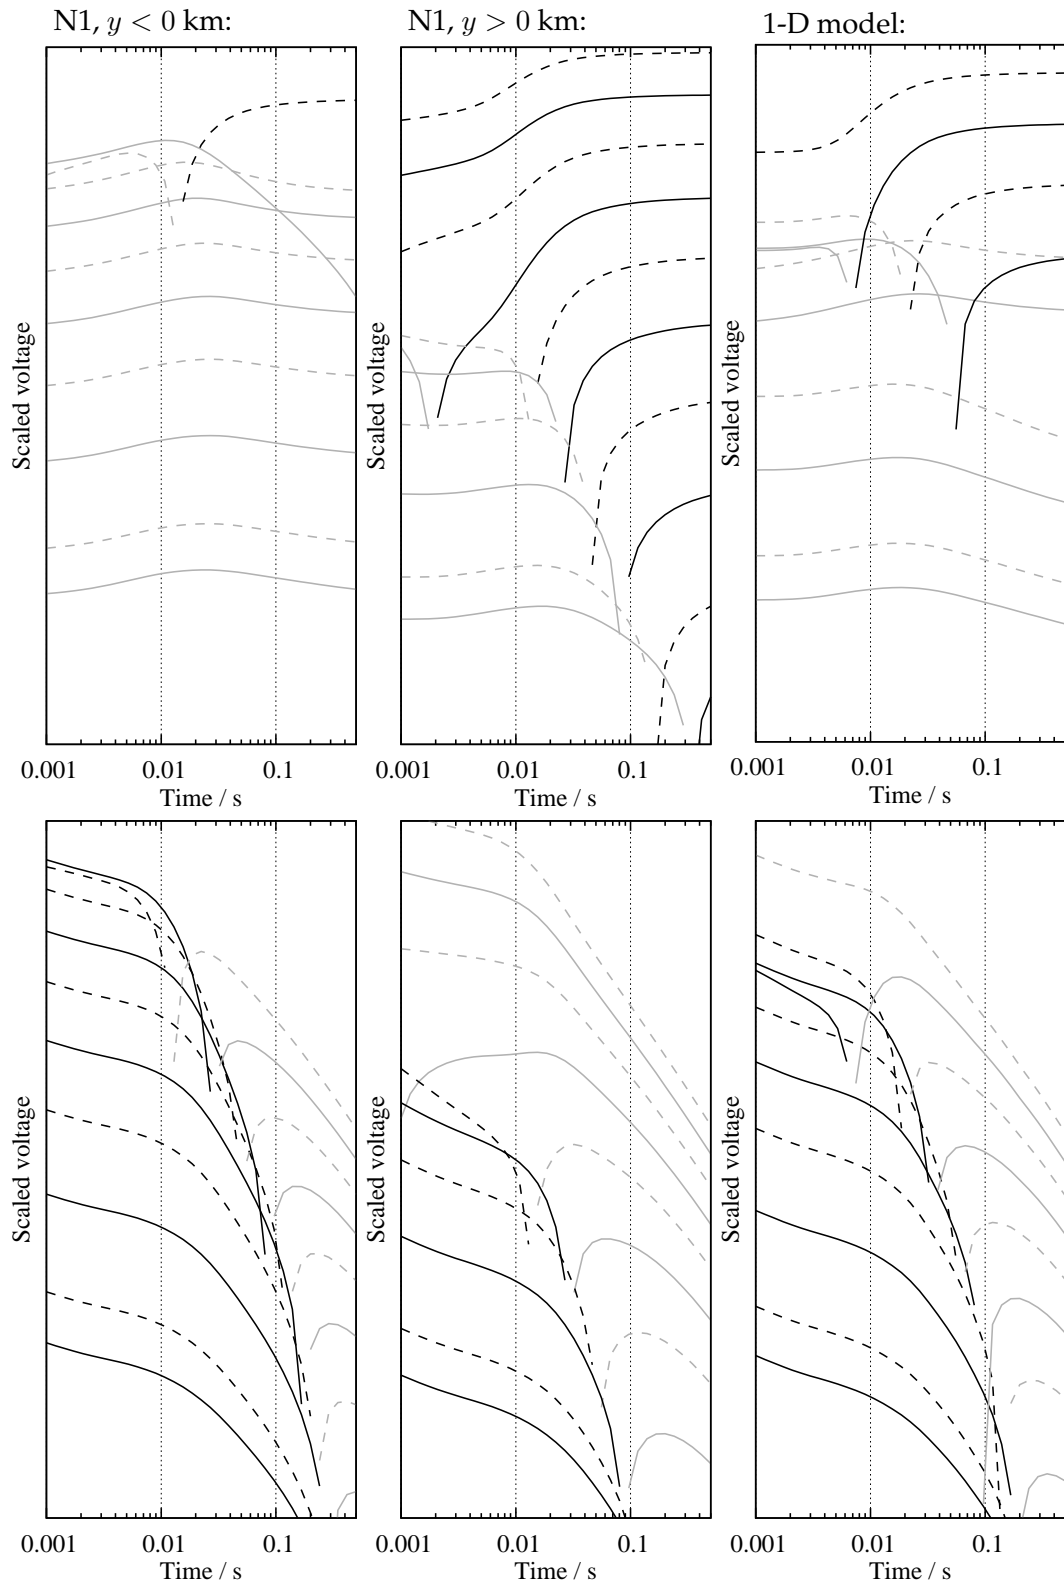 N1, y < 0 km:
N1, y > 0 km:
1-D model:
Scaled voltage
Scaled voltage
Scaled voltage
0.001 0.01 0.1
0.001 0.01 0.1
0.001 0.01 0.1
Time / s
Time / s
Time / s
Scaled voltage
Scaled voltage
Scaled voltage
0.001 0.01 0.1
0.001 0.01 0.1
0.001 0.01 0.1
Time / s
Time / s
Time / s